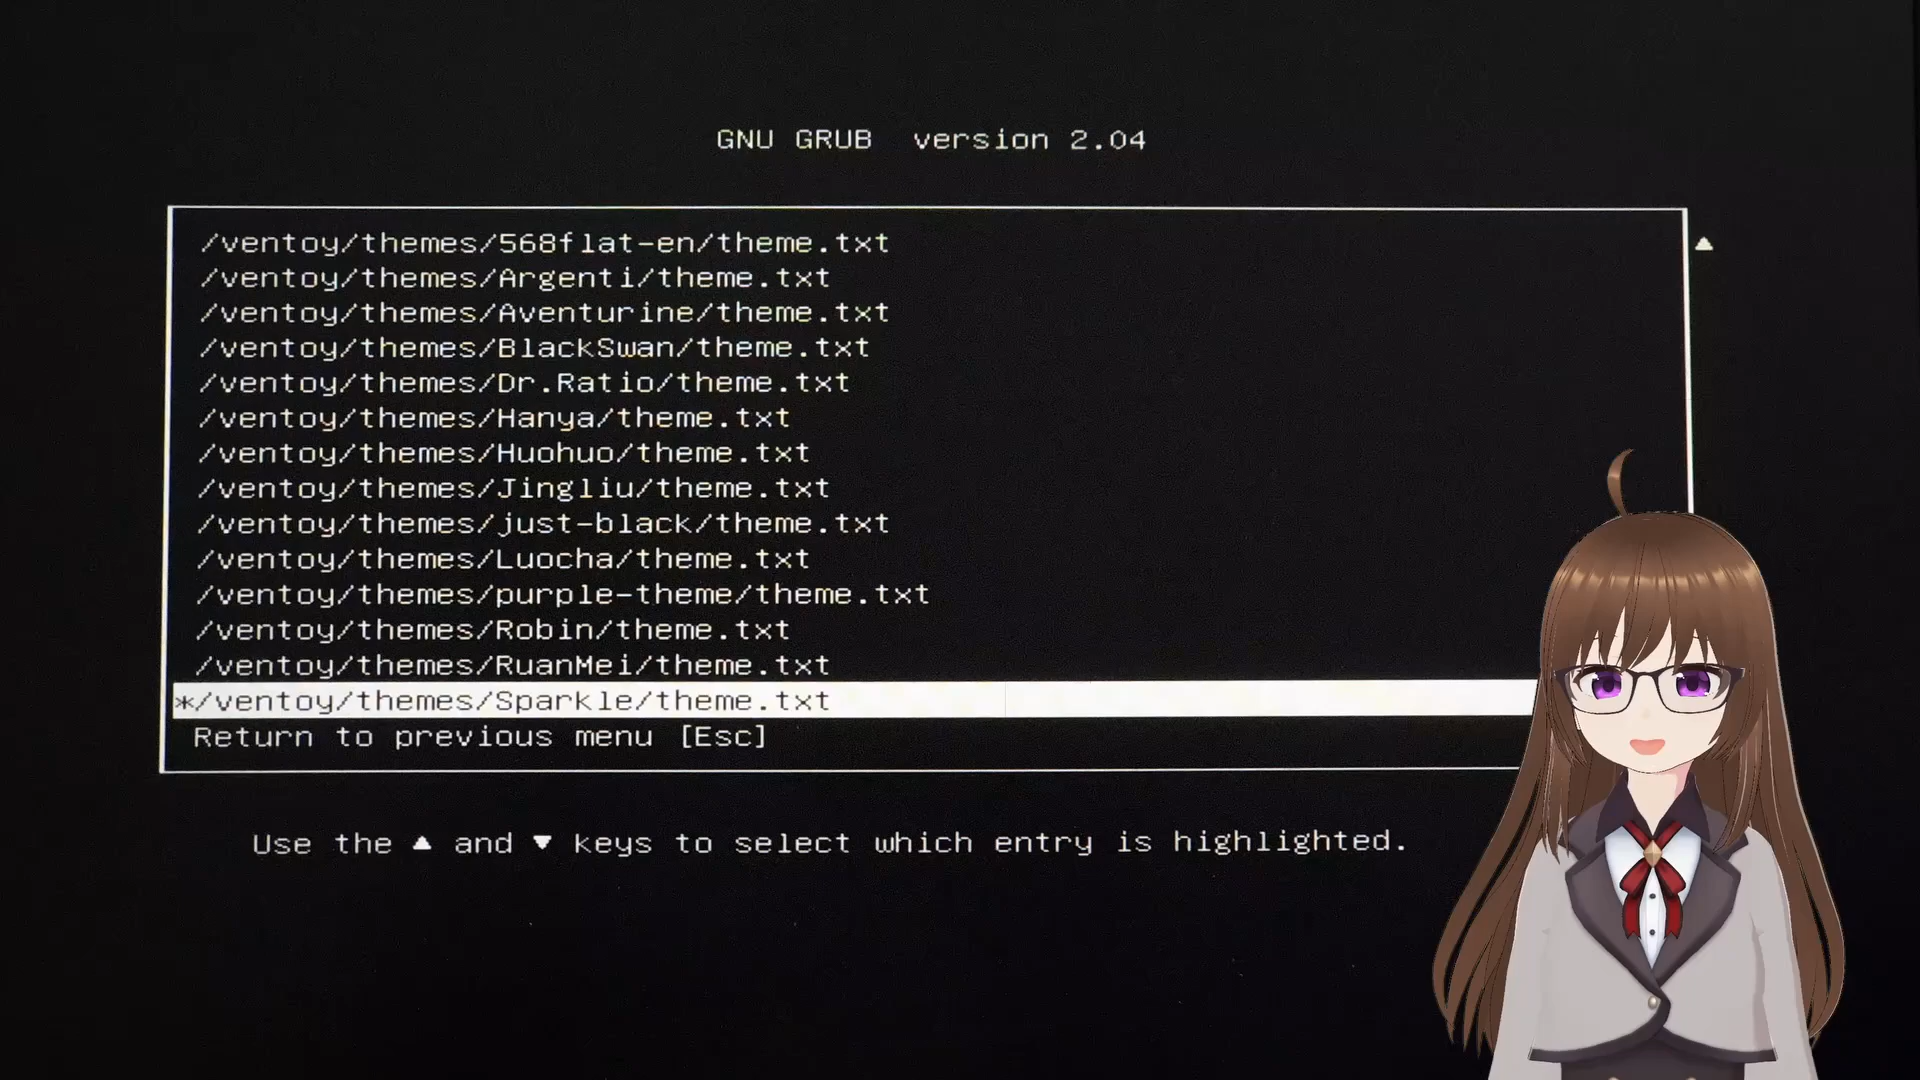 GNU GRUB version 2.04
/ventoy/themes/568flat-en/theme.txt
/ventoy/themes/Argenti/theme.txt
/ventoy/themes/Aventurine/theme.txt
/ventoy/themes/BlackSwan/theme.txt
/ventoy/themes/Dr.Ratio/theme.txt
/ventoy/themes/Hanya/theme.txt
/ventoy/themes/Huohuo/theme.txt
/ventoy/themes/Jingliu/theme.txt
/ventoy/themes/just-black/theme.txt
/ventoy/themes/Luocha/theme.txt
/ventoy/themes/purple-theme/theme.txt
/ventoy/themes/Robin/theme.txt
/ventoy/themes/RuanMei/theme.txt
*/ventoy/themes/Sparkle/theme.txt
Return to previous menu [Esc]
Use the ▲ and ▼ keys to select which entry is highlighted.